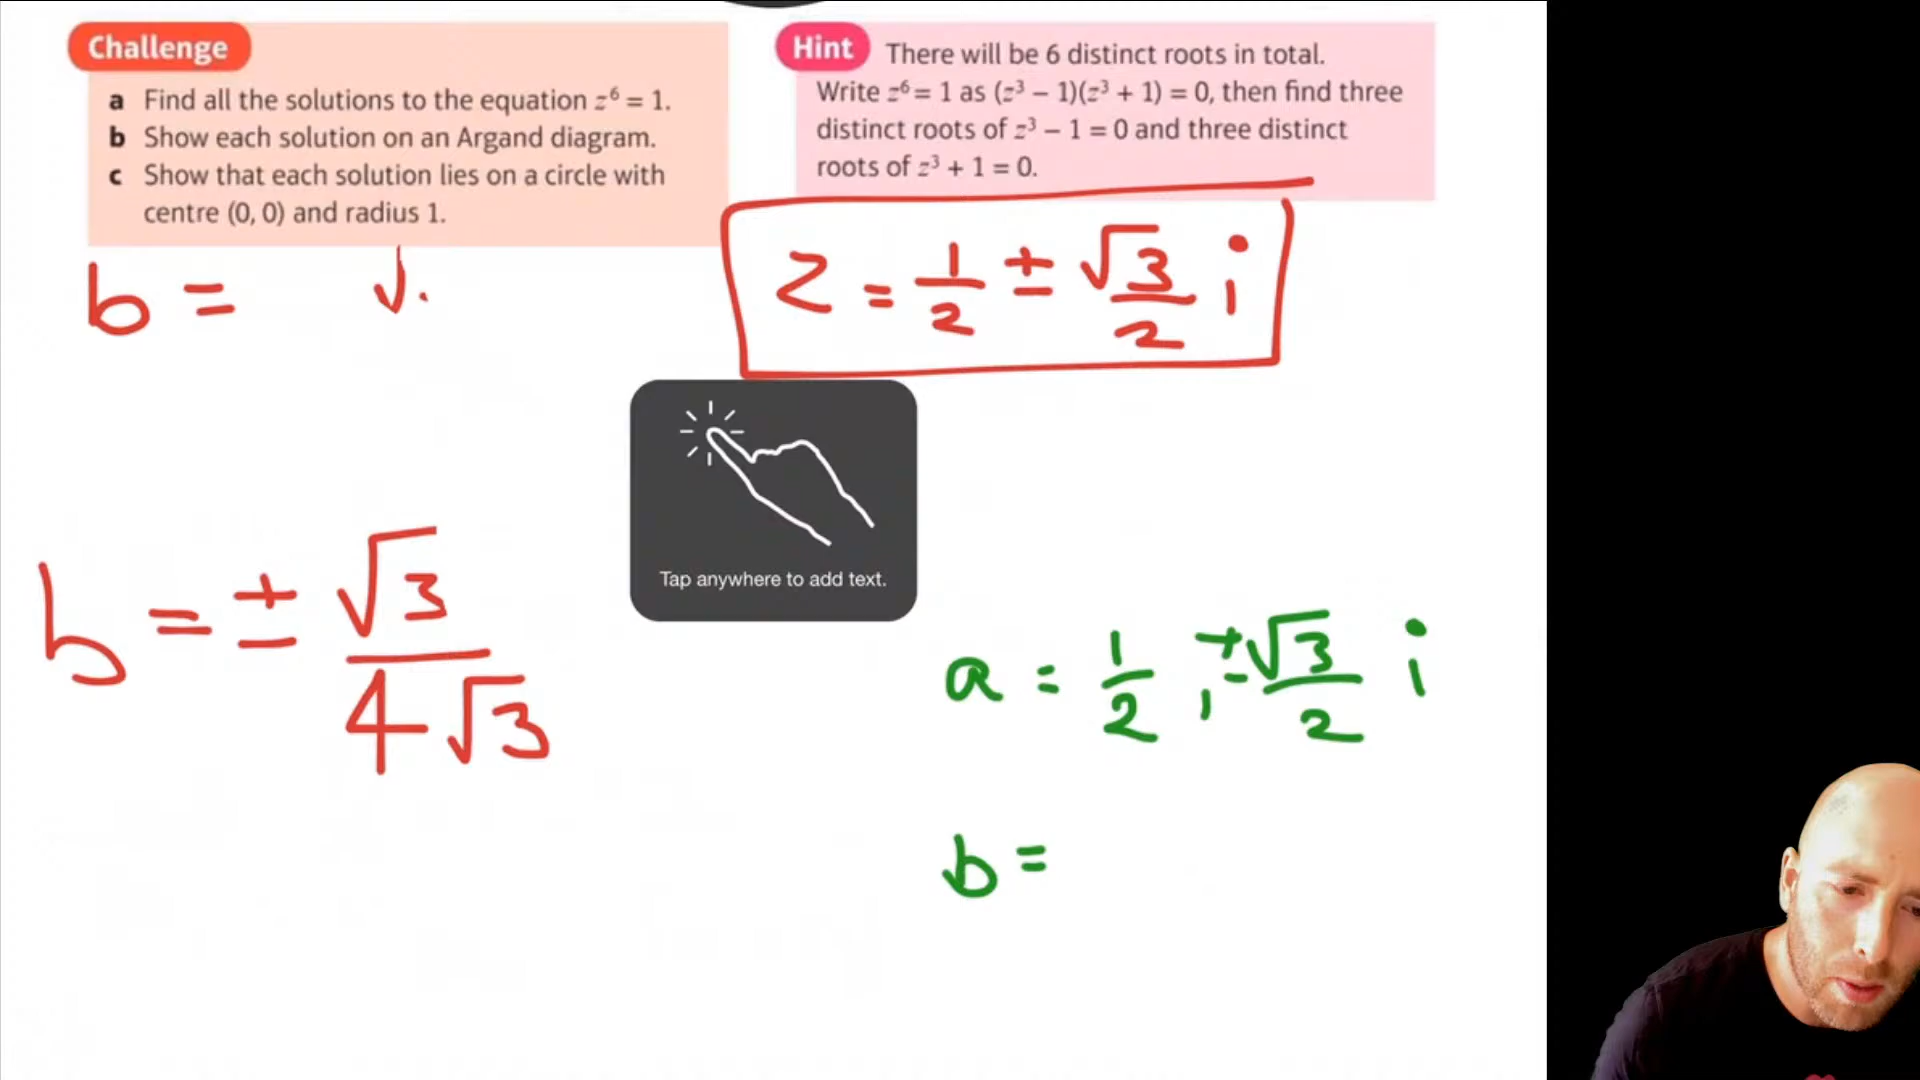 Challenge
a Find all the solutions to the equation z⁶ = 1.
b Show each solution on an Argand diagram.
c Show that each solution lies on a circle with
centre (0, 0) and radius 1.
Hint There will be 6 distinct roots in total.
Write z⁶ = 1 as (z³ − 1)(z³ + 1) = 0, then find three
distinct roots of z³ − 1 = 0 and three distinct
roots of z³ + 1 = 0.
b = √.
z = 1/2 ± √3/2 i
Tap anywhere to add text.
b = ± √3/4√3
a = 1/2, ±√3/2 i
b =